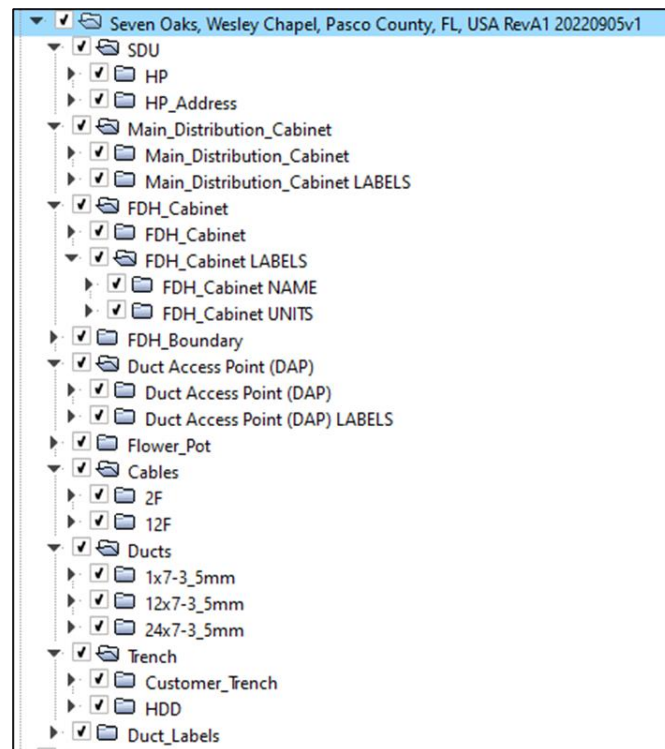 Seven Oaks, Wesley Chapel, Pasco County, FL, USA RevA1 20220905v1
SDU
HP
HP_Address
Main_Distribution_Cabinet
Main_Distribution_Cabinet
Main_Distribution_Cabinet LABELS
FDH_Cabinet
FDH_Cabinet
FDH_Cabinet LABELS
FDH_Cabinet NAME
FDH_Cabinet UNITS
FDH_Boundary
Duct Access Point (DAP)
Duct Access Point (DAP)
Duct Access Point (DAP) LABELS
Flower_Pot
Cables
2F
12F
Ducts
1x7-3_5mm
12x7-3_5mm
24x7-3_5mm
Trench
Customer_Trench
HDD
Duct_Labels